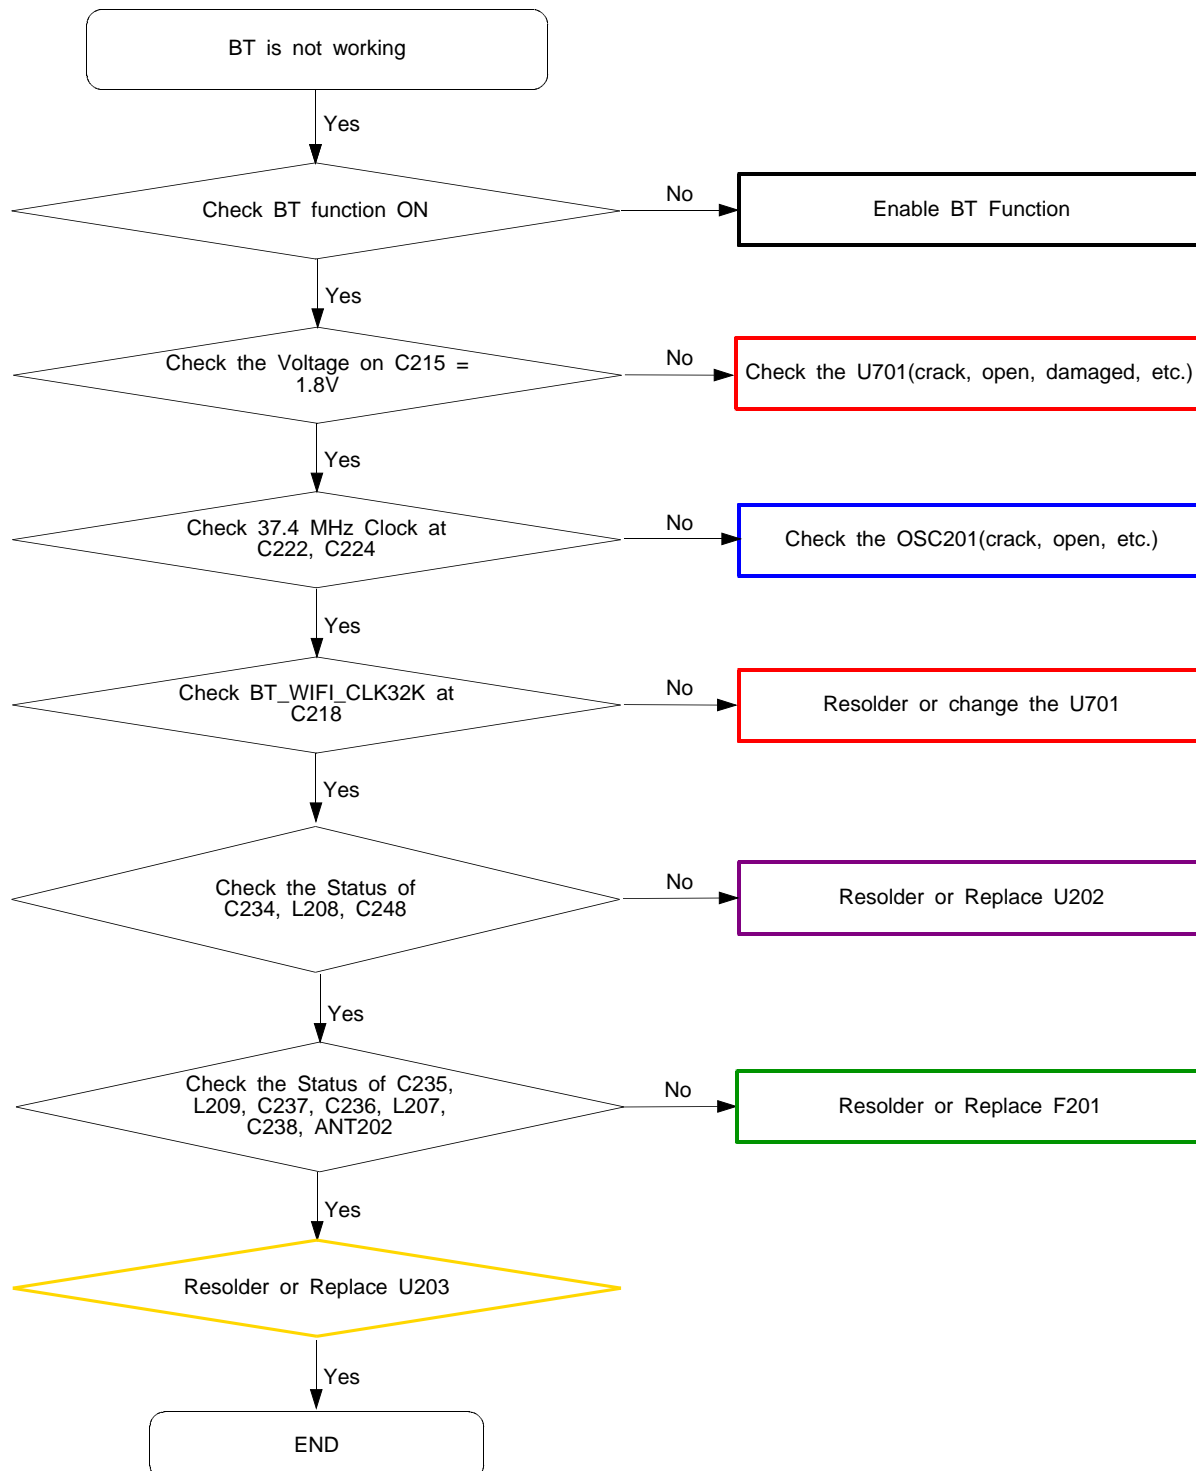 BT is not working
Yes
Check BT function ON
No
Enable BT Function
Yes
Check the Voltage on C215 =
1.8V
No
Check the U701(crack, open, damaged, etc.)
Yes
Check 37.4 MHz Clock at
C222, C224
No
Check the OSC201(crack, open, etc.)
Yes
Check BT_WIFI_CLK32K at
C218
No
Resolder or change the U701
Yes
Check the Status of
C234, L208, C248
No
Resolder or Replace U202
Yes
Check the Status of C235,
L209, C237, C236, L207,
C238, ANT202
No
Resolder or Replace F201
Yes
Resolder or Replace U203
Yes
END